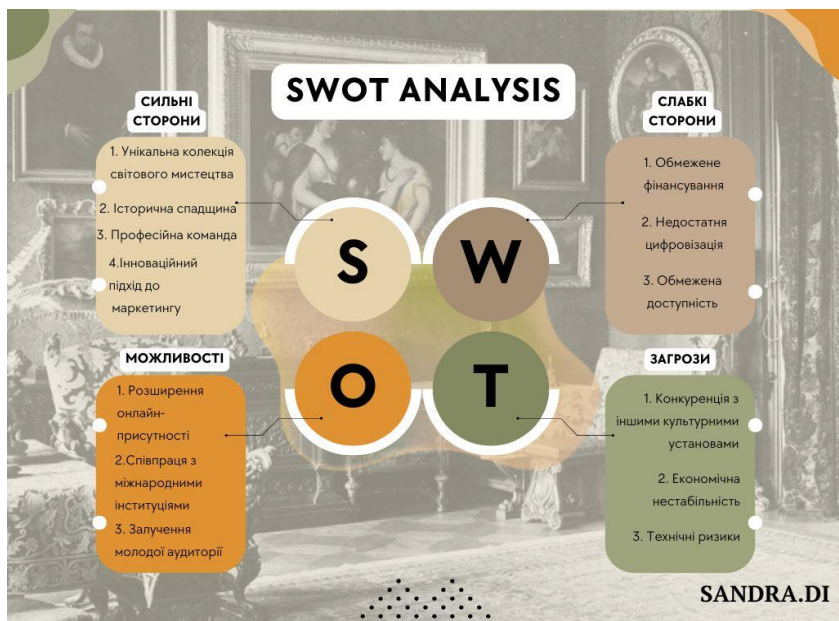 SWOT ANALYSIS
СИЛЬНІ
СТОРОНИ
1. Унікальна колекція
світового мистецтва
2. Історична спадщина
3. Професійна команда
4.Інноваційний
підхід до
маркетингу
СЛАБКІ
СТОРОНИ
1. Обмежене
фінансування
2. Недостатня
цифровізація
3. Обмежена
доступність
S
W
O
T
МОЖЛИВОСТІ
1. Розширення
онлайн-
присутності
2.Співпраця з
міжнародними
інституціями
3. Залучення
молодої аудиторії
ЗАГРОЗИ
1. Конкуренція з
іншими культурними
установами
2. Економічна
нестабільність
3. Технічні ризики
SANDRA.DI